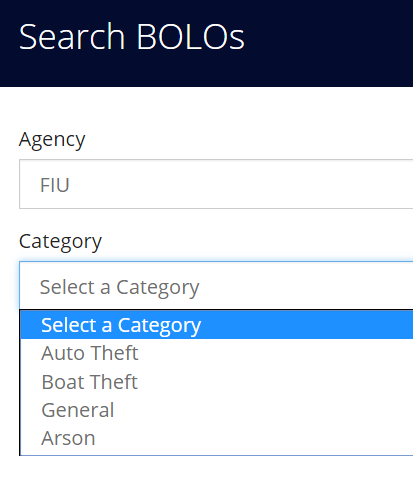 Search BOLOs
Agency
FIU
Category
Select a Category
Select a Category
Auto Theft
Boat Theft
General
Arson